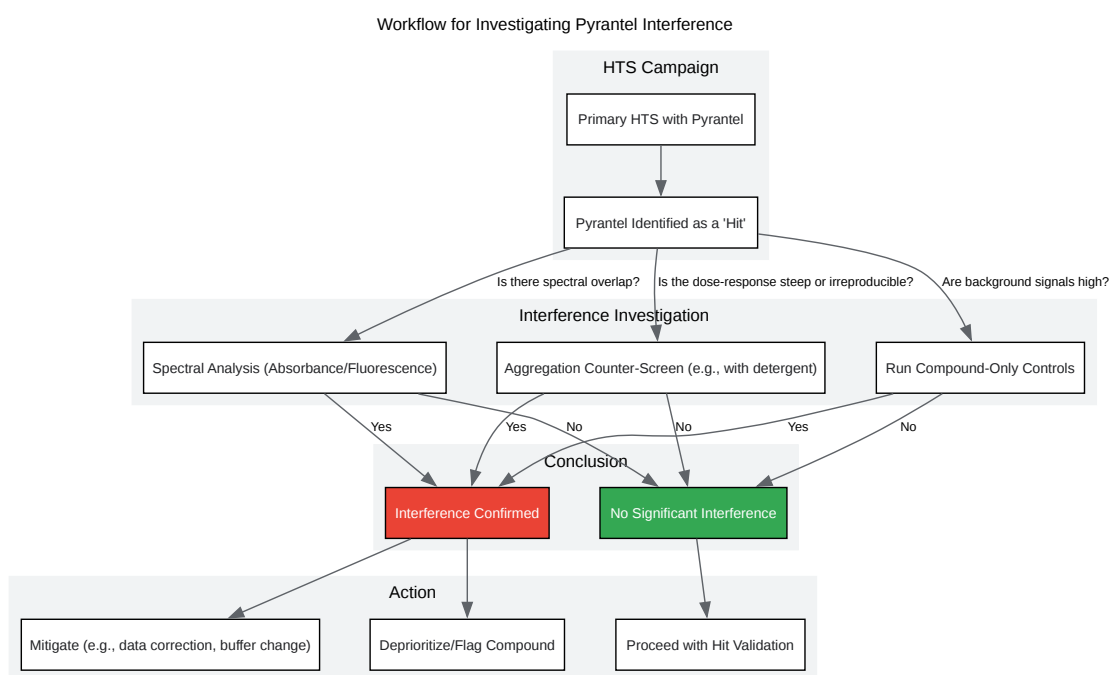 Workflow for Investigating Pyrantel Interference
HTS Campaign
Primary HTS with Pyrantel
Pyrantel Identified as a 'Hit'
Is there spectral overlap?
Is the dose-response steep or irreproducible?
Are background signals high?
Interference Investigation
Spectral Analysis (Absorbance/Fluorescence)
Aggregation Counter-Screen (e.g., with detergent)
Run Compound-Only Controls
Yes
Yes
No
No
Yes
No
Conclusion
Interference Confirmed
No Significant Interference
Action
Mitigate (e.g., data correction, buffer change)
Deprioritize/Flag Compound
Proceed with Hit Validation